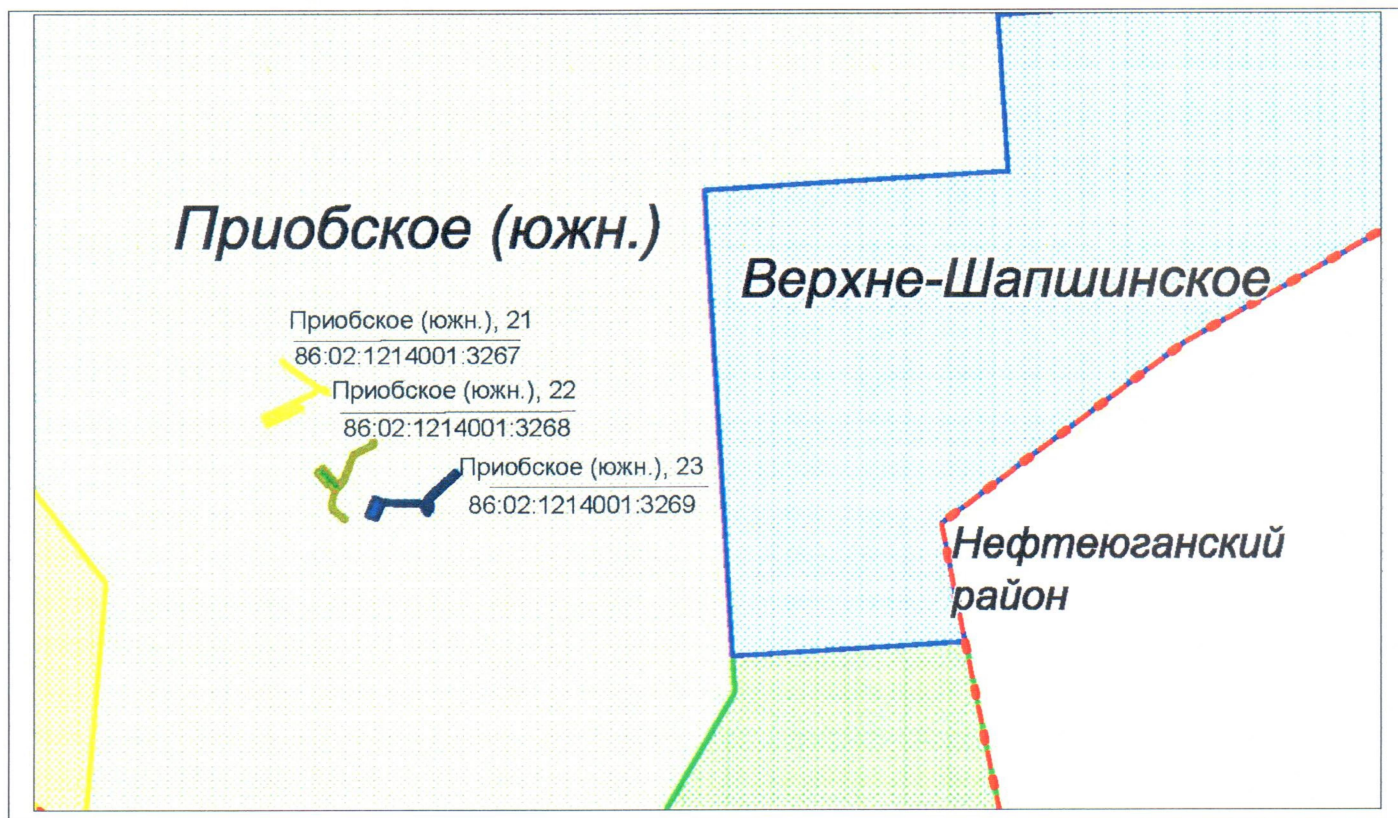 Приобское (южн.)
Верхне-Шапшинское
Приобское (южн.), 21
86:02:1214001:3267
Приобское (южн.), 22
86:02:1214001:3268
Приобское (южн.), 23
86:02:1214001:3269
Нефтеюганский
район